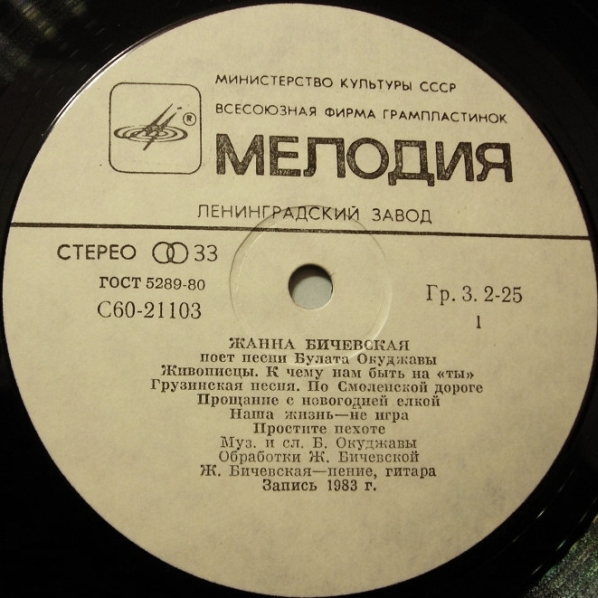 МИНИСТЕРСТВО КУЛЬТУРЫ СССР
ВСЕСОЮЗНАЯ ФИРМА ГРАМПЛАСТИНОК
®
МЕЛОДИЯ
ЛЕНИНГРАДСКИЙ ЗАВОД
СТЕРЕО 33
ГОСТ 5289-80
С60-21103
Гр. 3. 2-25
1
ЖАННА БИЧЕВСКАЯ
поет песни Булата Окуджавы
Живописцы. К чему нам быть на «ты»
Грузинская песня. По Смоленской дороге
Прощание с новогодней елкой
Наша жизнь—не игра
Простите пехоте
Муз. и сл. Б. Окуджавы
Обработки Ж. Бичевской
Ж. Бичевская—пение, гитара
Запись 1983 г.